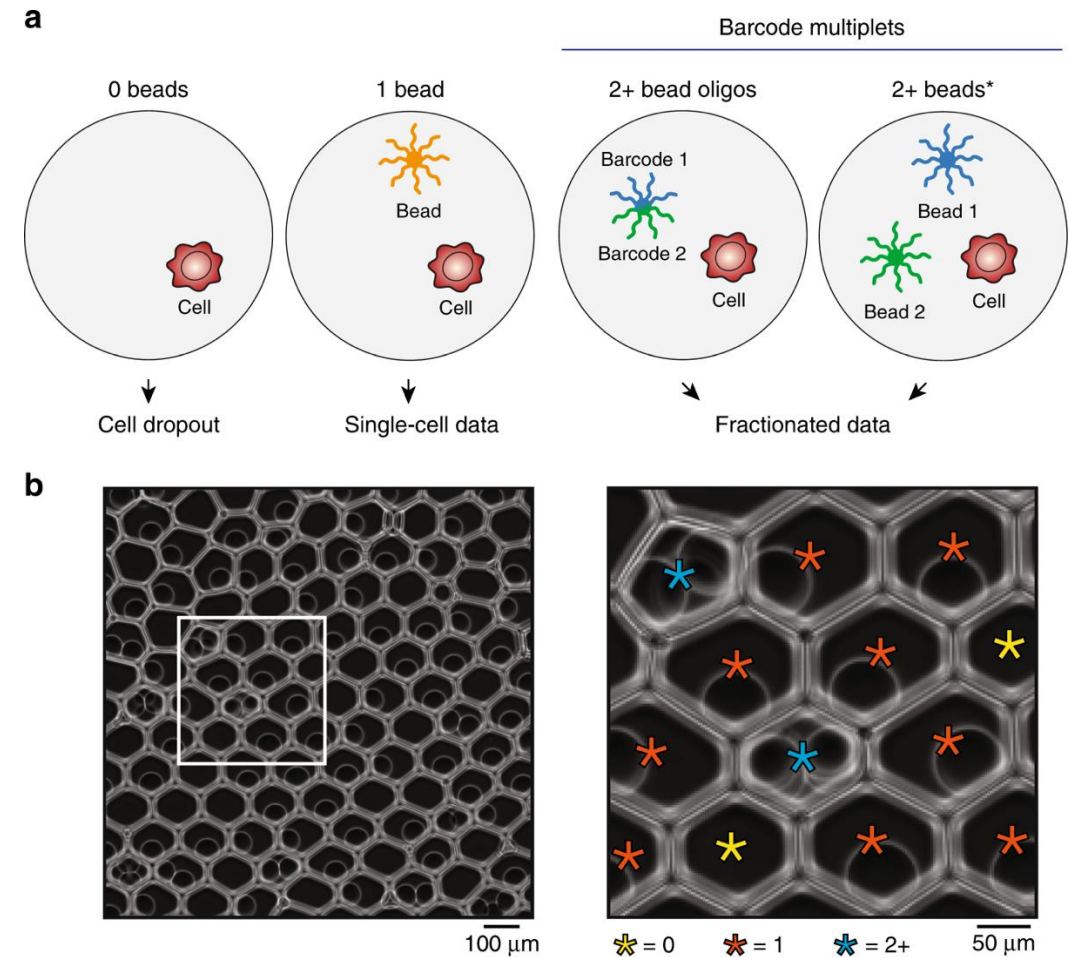 a
Barcode multiplets
0 beads
1 bead
2+ bead oligos
2+ beads*
Barcode 1
Bead
Bead 1
Barcode 2
Cell
Cell
Cell
Cell
Bead 2
Cell dropout
Single-cell data
Fractionated data
b
100 μm
= 0
= 1
= 2+
50 μm